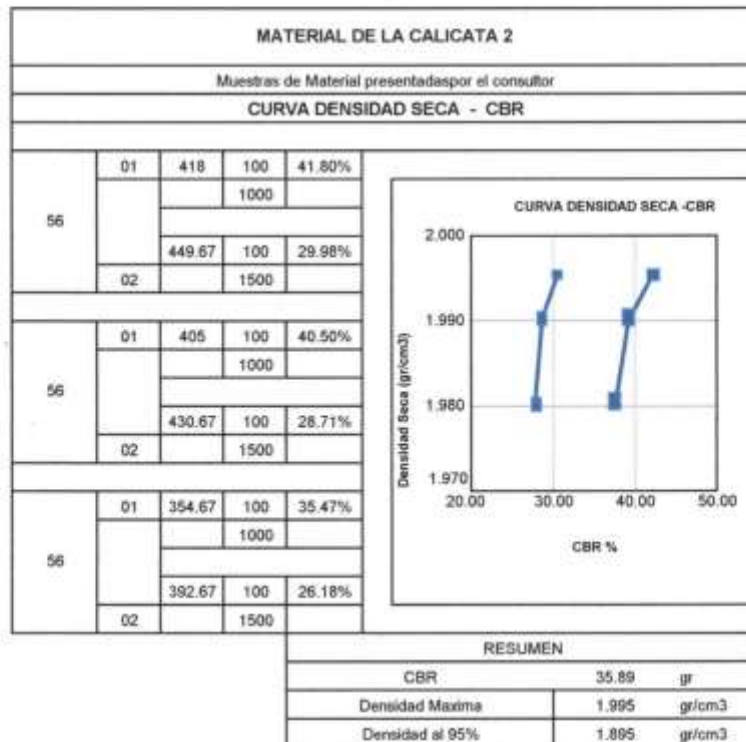 MATERIAL DE LA CALICATA 2
Muestras de Material presentadaspor el consultor
CURVA DENSIDAD SECA - CBR
56
01 418 100 41.80%
1000
449.67 100 29.98%
02 1500
56
01 405 100 40.50%
1000
430.67 100 28.71%
02 1500
56
01 354.67 100 35.47%
1000
392.67 100 26.18%
02 1500
CURVA DENSIDAD SECA -CBR
Densidad Seca (gr/cm3)
2.000
1.990
1.980
1.970
20.00 30.00 40.00 50.00
CBR %
RESUMEN
CBR 35.89 gr
Densidad Maxima 1.995 gr/cm3
Densidad al 95% 1.895 gr/cm3